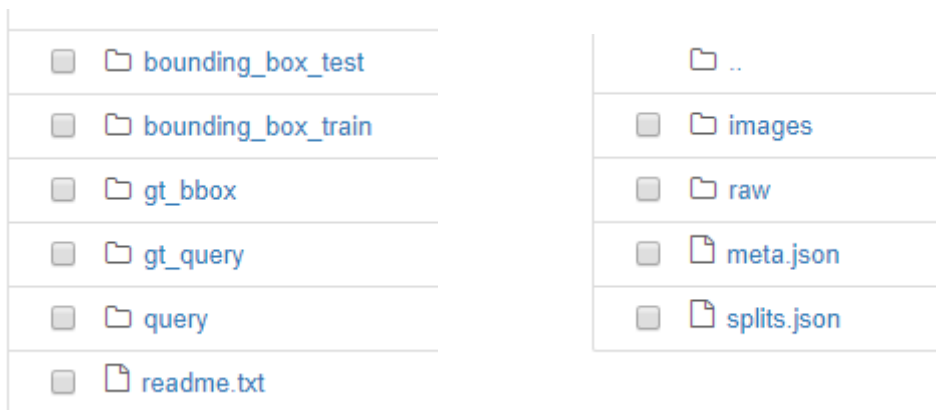 bounding_box_test
bounding_box_train
gt_bbox
gt_query
query
readme.txt
..
images
raw
meta.json
splits.json